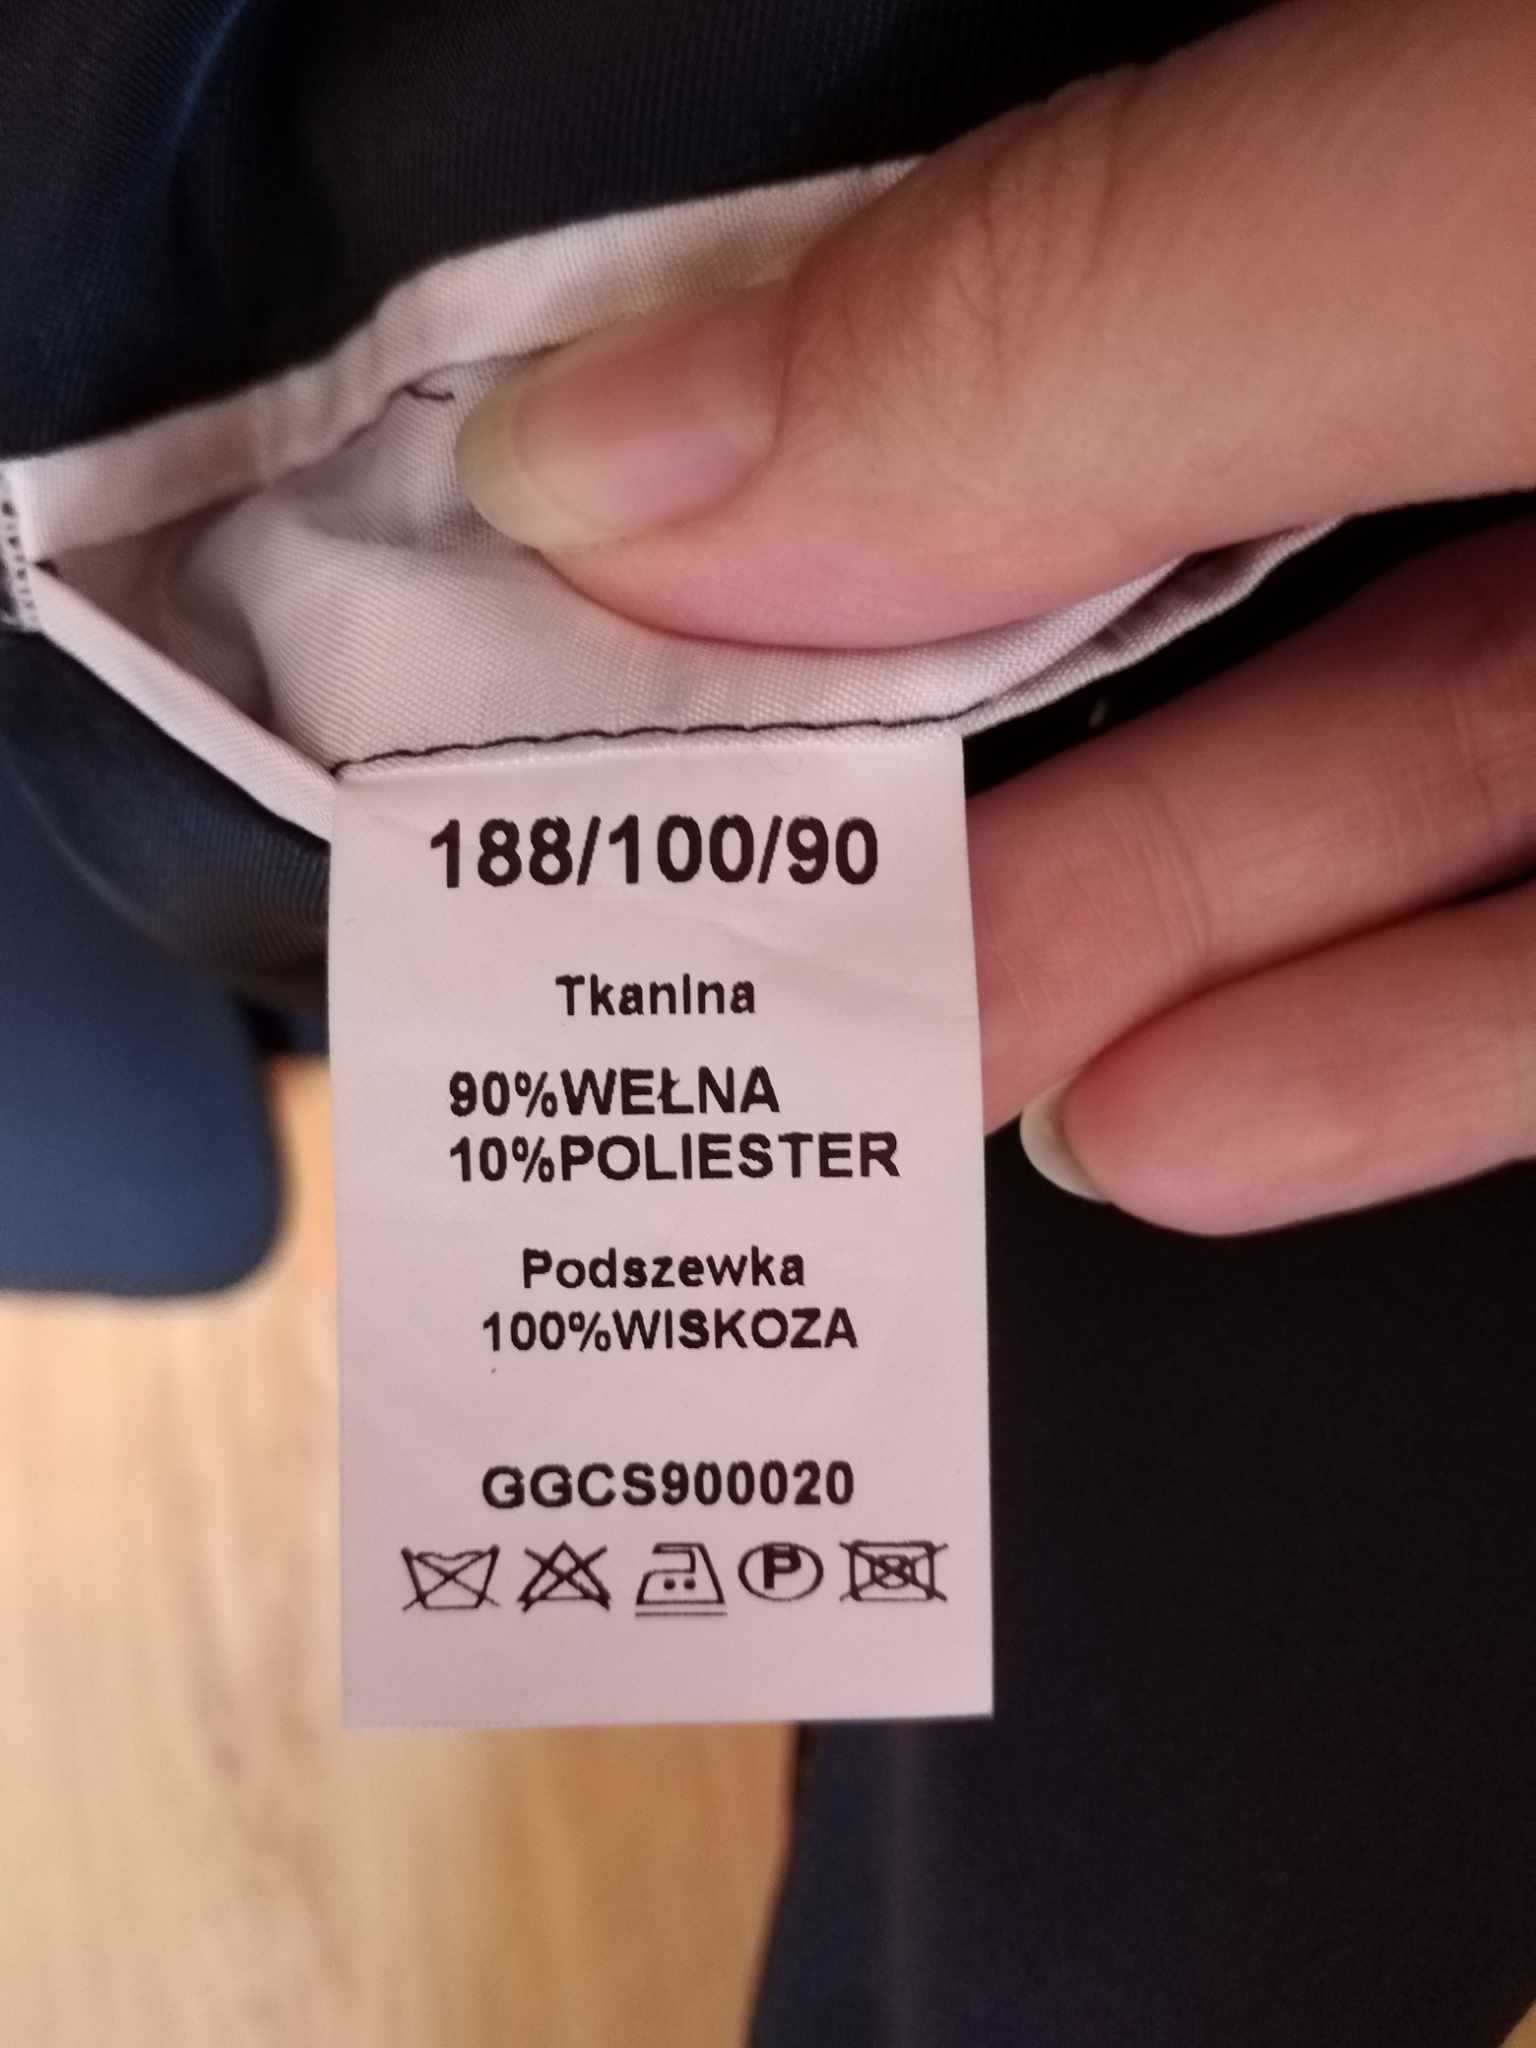 188/100/90
Tkanina
90%WEŁNA
10%POLIESTER
Podszewka
100%WISKOZA
GGCS900020
P